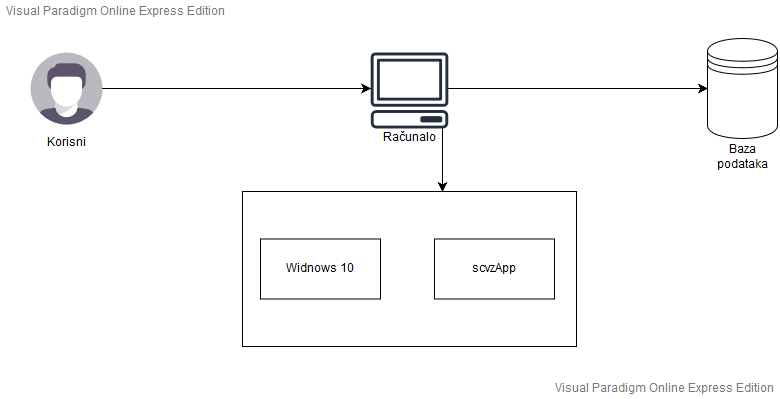 Visual Paradigm Online Express Edition
Korisni
Računalo
Baza
podataka
Widnows 10
scvzApp
Visual Paradigm Online Express Edition